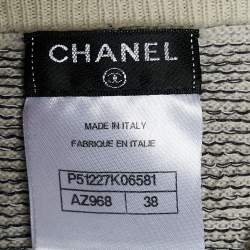 CHANEL
MADE IN ITALY
FABRIQUE EN ITALIE
P51227K06581
AZ968 38